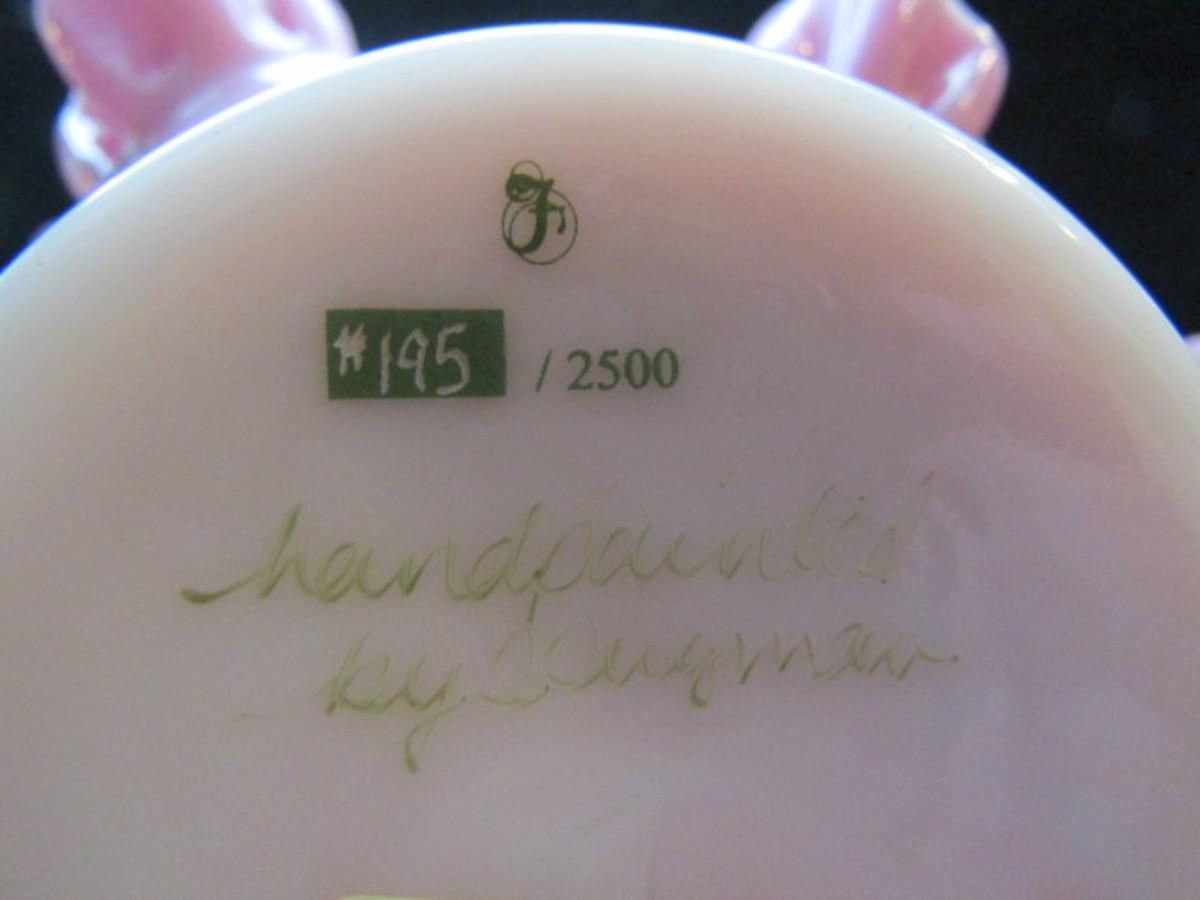 F
#195 / 2500
handpainted
by